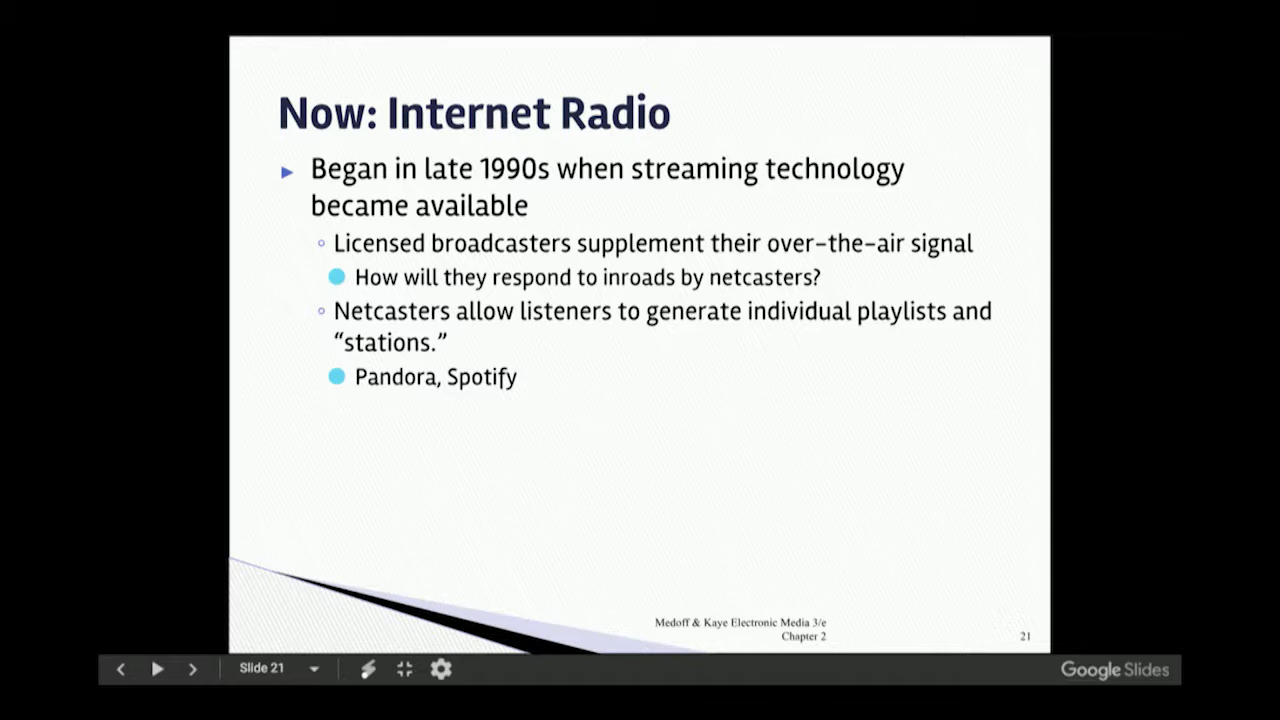 Now: Internet Radio
Began in late 1990s when streaming technology
became available
Licensed broadcasters supplement their over-the-air signal
How will they respond to inroads by netcasters?
Netcasters allow listeners to generate individual playlists and
“stations.”
Pandora, Spotify
Medoff & Kaye Electronic Media 3/e
Chapter 2
21
Slide 21
Google Slides